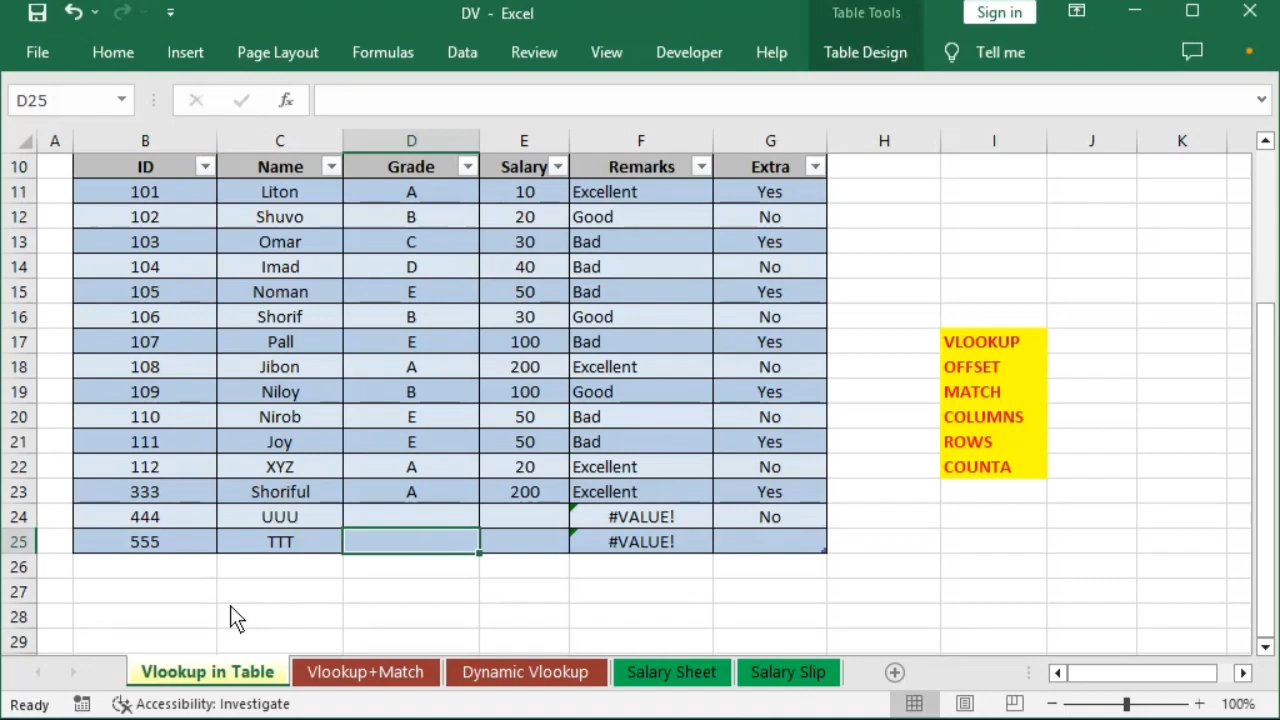 DV - Excel
Table Tools
Sign in
File Home Insert Page Layout Formulas Data Review View Developer Help Table Design Tell me
D25 fx
A B C D E F G H I J K
10 ID Name Grade Salary Remarks Extra
11 101 Liton A 10 Excellent Yes
12 102 Shuvo B 20 Good No
13 103 Omar C 30 Bad Yes
14 104 Imad D 40 Bad No
15 105 Noman E 50 Bad Yes
16 106 Shorif B 30 Good No
17 107 Pall E 100 Bad Yes VLOOKUP
18 108 Jibon A 200 Excellent No OFFSET
19 109 Niloy B 100 Good Yes MATCH
20 110 Nirob E 50 Bad No COLUMNS
21 111 Joy E 50 Bad Yes ROWS
22 112 XYZ A 20 Excellent No COUNTA
23 333 Shoriful A 200 Excellent Yes
24 444 UUU #VALUE! No
25 555 TTT #VALUE!
26
27
28
29
Vlookup in Table Vlookup+Match Dynamic Vlookup Salary Sheet Salary Slip
Ready Accessibility: Investigate 100%